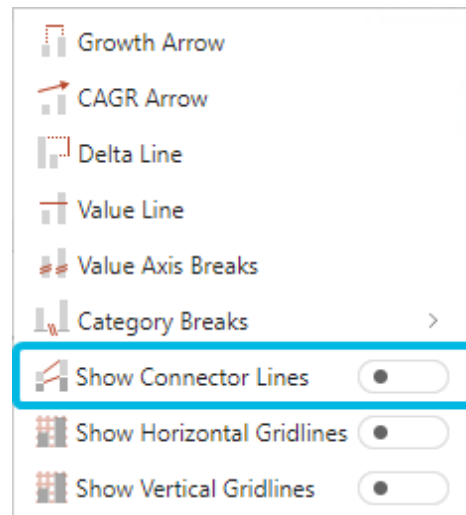 Growth Arrow
CAGR Arrow
Delta Line
Value Line
Value Axis Breaks
Category Breaks
Show Connector Lines
Show Horizontal Gridlines
Show Vertical Gridlines